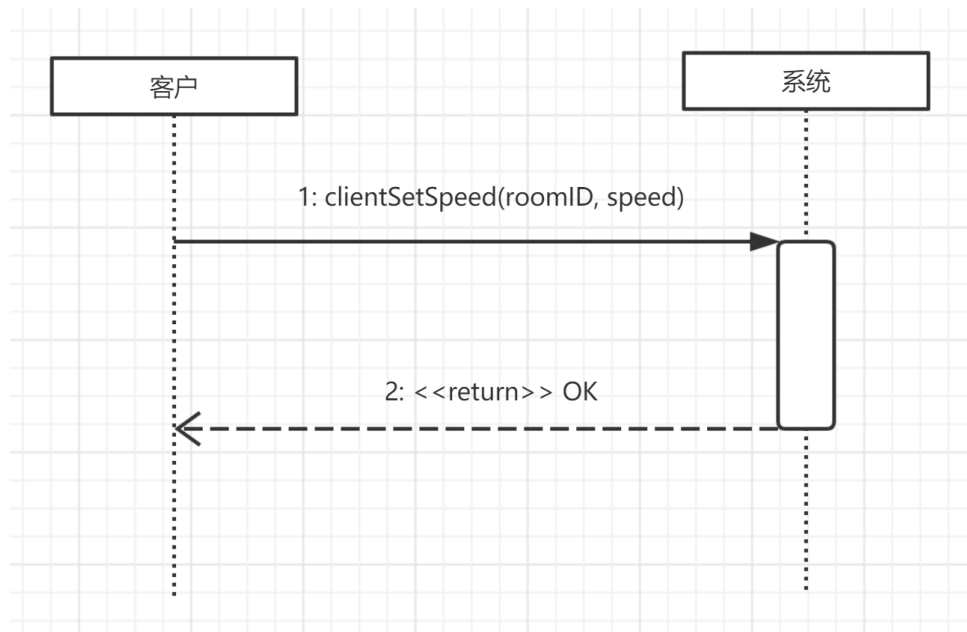 客户
系统
1: clientSetSpeed(roomID, speed)
2: <<return>> OK